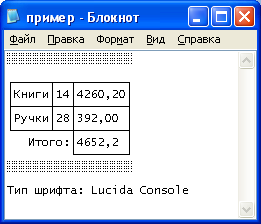 пример - Блокнот
Файл Правка Формат Вид Справка
Книги 14 4260,20
Ручки 28 392,00
Итого: 4652,2
Тип шрифта: Lucida Console